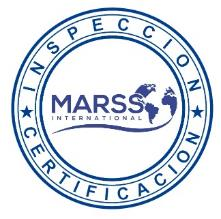 INSPECCION
MARSS
INTERNATIONAL
CERTIFICACION